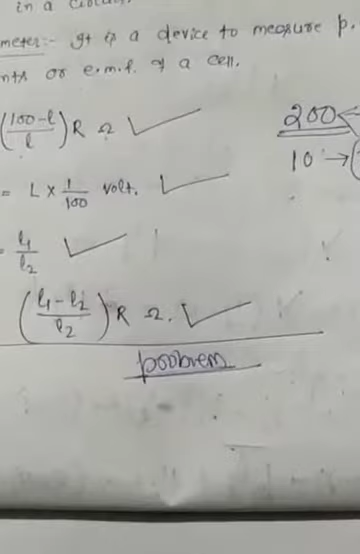 in a
meter:- It is a device to measure p.
nts or e.m.f. of a cell.
(100-l/l) R Ω ✓
200
= L × 1/100 volt. ✓
10 →
= l1/l2 ✓
(l1-l2/l2) R Ω. ✓
problem